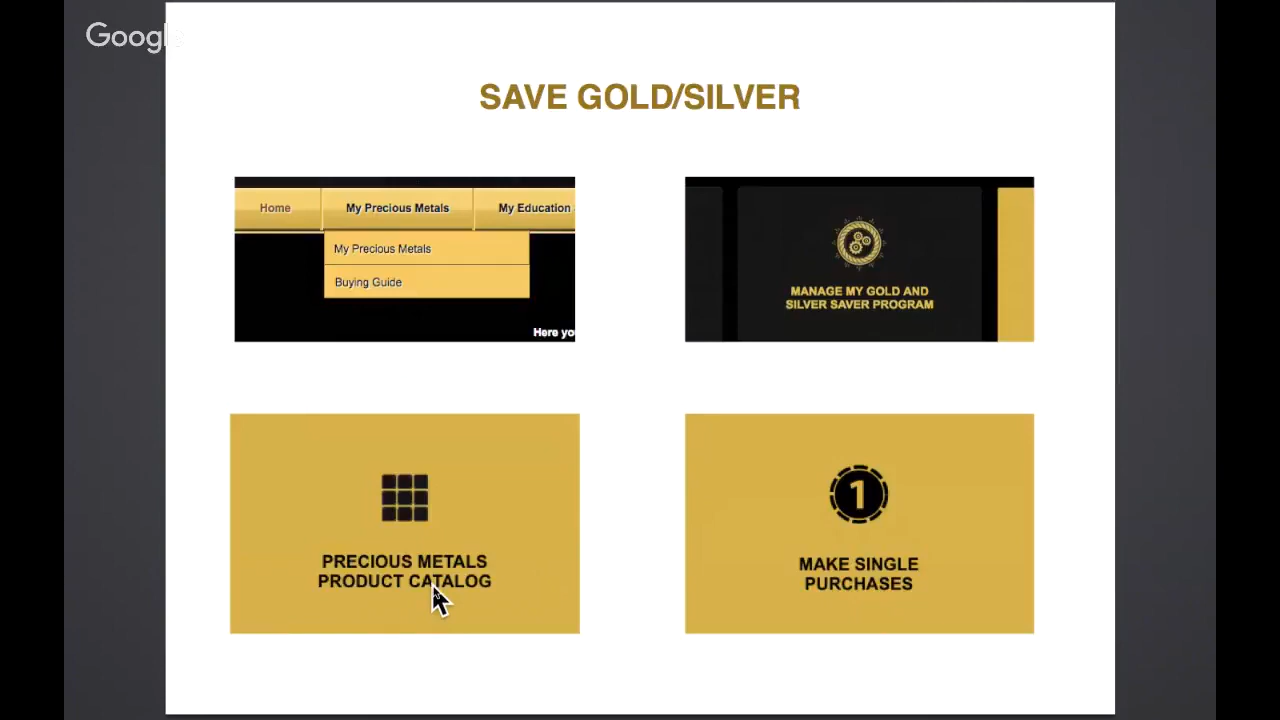 Google
SAVE GOLD/SILVER
Home
My Precious Metals
My Education
My Precious Metals
Buying Guide
Here
MANAGE MY GOLD AND
SILVER SAVER PROGRAM
PRECIOUS METALS
PRODUCT CATALOG
1
MAKE SINGLE
PURCHASES